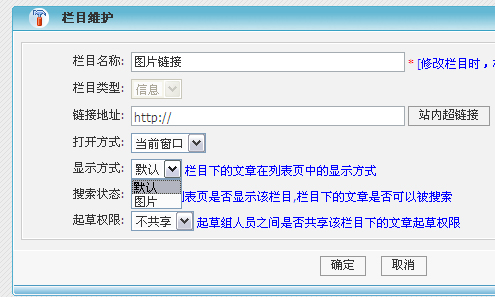 栏目维护
栏目名称: 图片链接 * [修改栏目时，
栏目类型: 信息
链接地址: http:// 站内超链接
打开方式: 当前窗口
显示方式: 默认 栏目下的文章在列表页中的显示方式
默认
搜索状态: 表页是否显示该栏目,栏目下的文章是否可以被搜索
图片
起草权限: 不共享 起草组人员之间是否共享该栏目下的文章起草权限
确定 取消